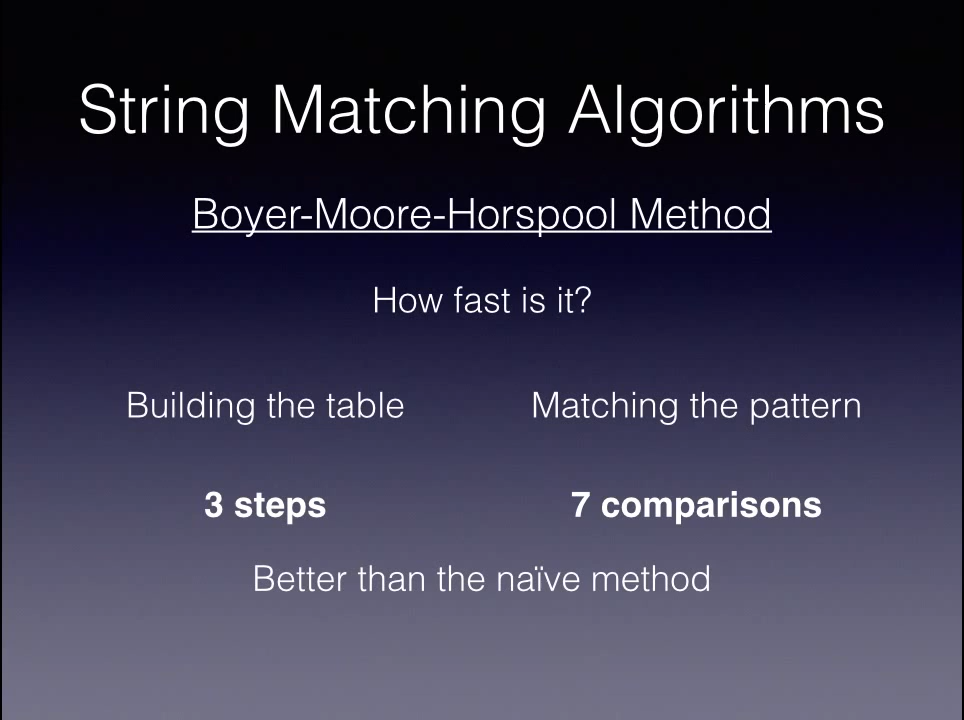 String Matching Algorithms
Boyer-Moore-Horspool Method
How fast is it?
Building the table
Matching the pattern
3 steps
7 comparisons
Better than the naïve method